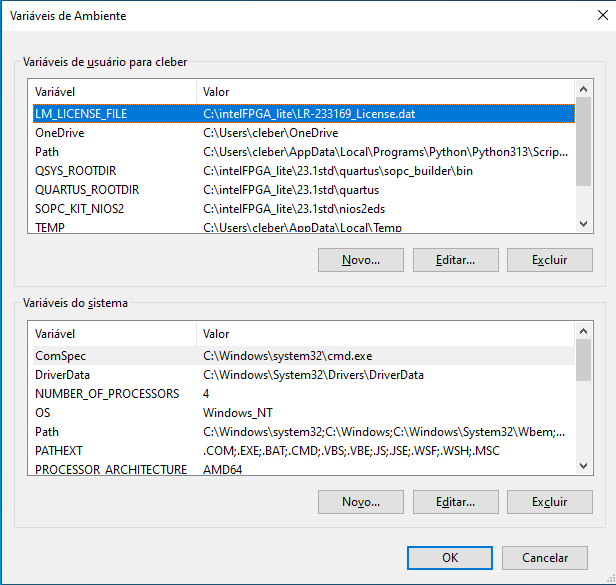 Variáveis de Ambiente
Variáveis de usuário para cleber
Variável Valor
LM_LICENSE_FILE C:\intelFPGA_lite\LR-233169_License.dat
OneDrive C:\Users\cleber\OneDrive
Path C:\Users\cleber\AppData\Local\Programs\Python\Python313\Scrip...
QSYS_ROOTDIR C:\intelFPGA_lite\23.1std\quartus\sopc_builder\bin
QUARTUS_ROOTDIR C:\intelFPGA_lite\23.1std\quartus
SOPC_KIT_NIOS2 C:\intelFPGA_lite\23.1std\nios2eds
TEMP C:\Users\cleber\AppData\Local\Temp
Novo... Editar... Excluir
Variáveis do sistema
Variável Valor
ComSpec C:\Windows\system32\cmd.exe
DriverData C:\Windows\System32\Drivers\DriverData
NUMBER_OF_PROCESSORS 4
OS Windows_NT
Path C:\Windows\system32;C:\Windows;C:\Windows\System32\Wbem;...
PATHEXT .COM;.EXE;.BAT;.CMD;.VBS;.VBE;.JS;.JSE;.WSF;.WSH;.MSC
PROCESSOR_ARCHITECTURE AMD64
Novo... Editar... Excluir
OK Cancelar